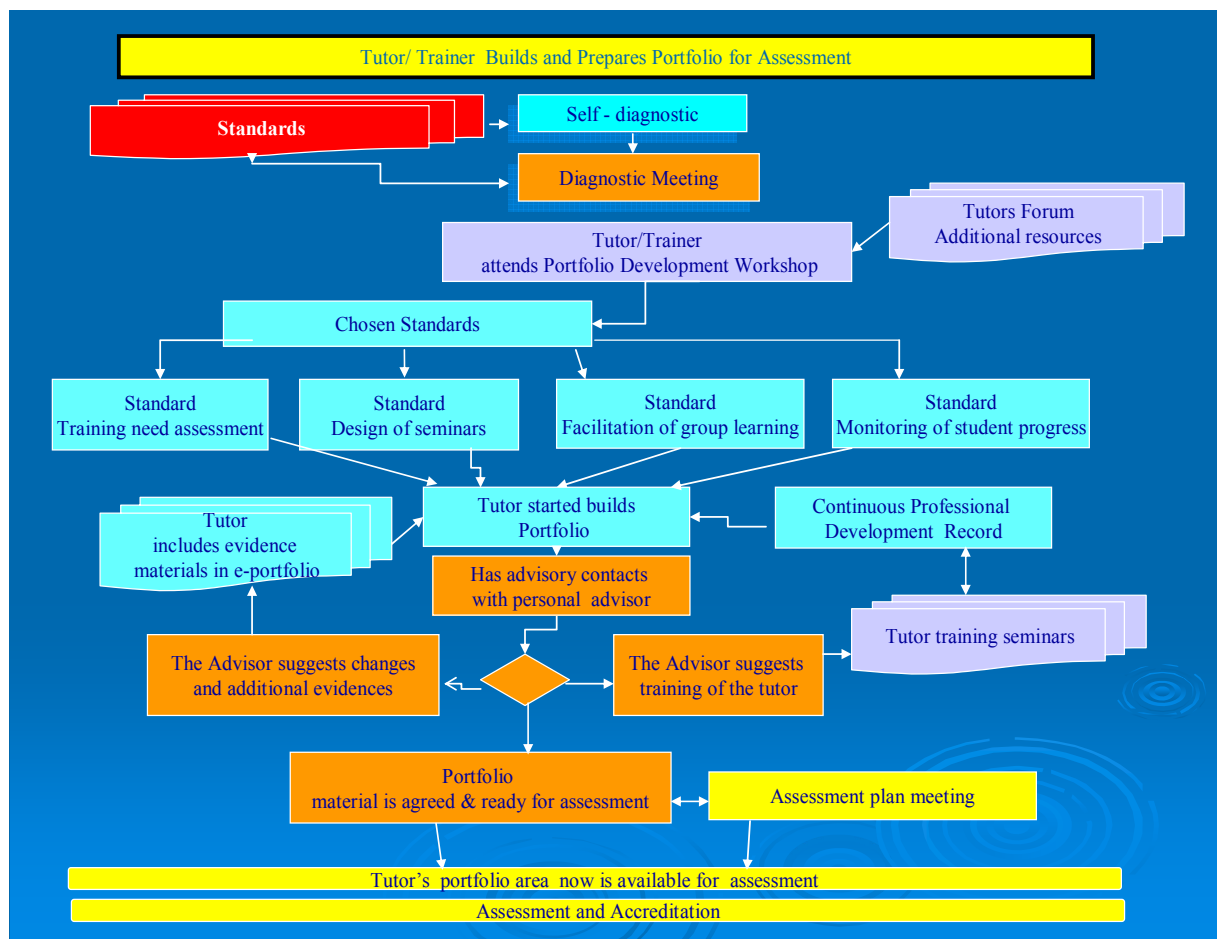 Tutor/ Trainer  Builds and Prepares Portfolio for Assessment
Standards
Self - diagnostic
Diagnostic Meeting
Tutors Forum
Additional resources
Tutor/Trainer
attends Portfolio Development Workshop
Chosen Standards
Standard
Training need assessment
Standard
Design of seminars
Standard
Facilitation of group learning
Standard
Monitoring of student progress
Tutor started builds
Portfolio
Continuous Professional
Development  Record
Tutor
includes evidence
materials in e-portfolio
Has advisory contacts
with personal  advisor
Tutor training seminars
The Advisor suggests changes
and additional evidences
The Advisor suggests
training of the tutor
Portfolio
material is agreed & ready for assessment
Assessment plan meeting
Tutor’s  portfolio area  now is available for  assessment
Assessment and Accreditation